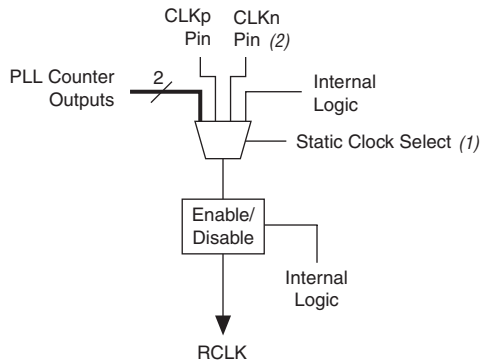 CLKp CLKn
Pin Pin (2)
PLL Counter
Outputs
2
Internal
Logic
Static Clock Select (1)
Enable/
Disable
Internal
Logic
RCLK